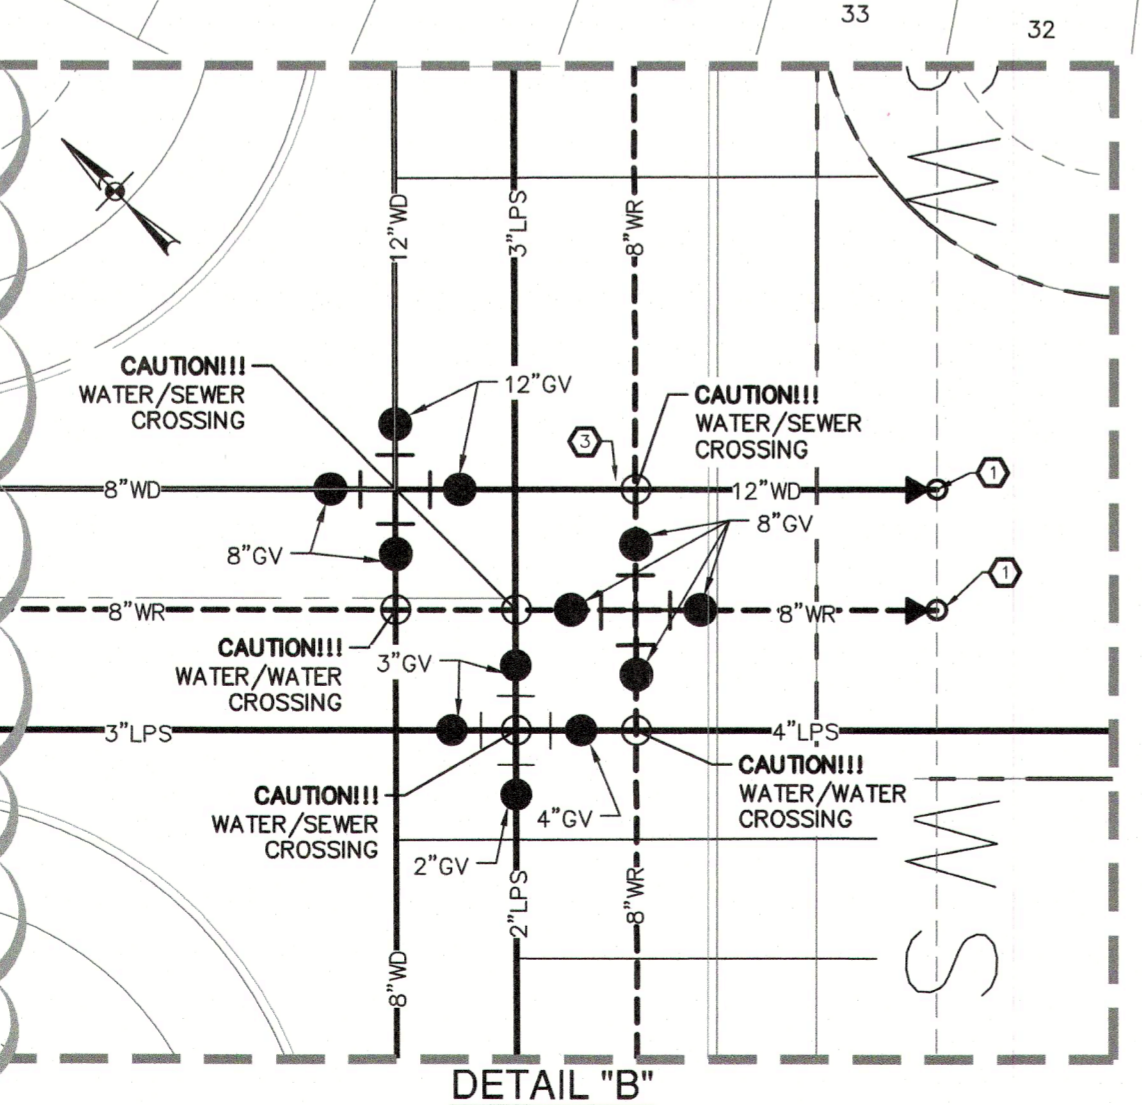 33
32
S
W
12"WD
3"LPS
8"WR
CAUTION!!!
WATER/SEWER
CROSSING
12"GV
CAUTION!!!
WATER/SEWER
CROSSING
3
8"WD
12"WD
1
8"GV
8"GV
1
8"WR
8"WR
CAUTION!!!
WATER/WATER
CROSSING
3"GV
3"LPS
4"LPS
CAUTION!!!
WATER/SEWER
CROSSING
4"GV
CAUTION!!!
WATER/WATER
CROSSING
2"GV
W
2"LPS
8"WR
8"WD
S
DETAIL "B"